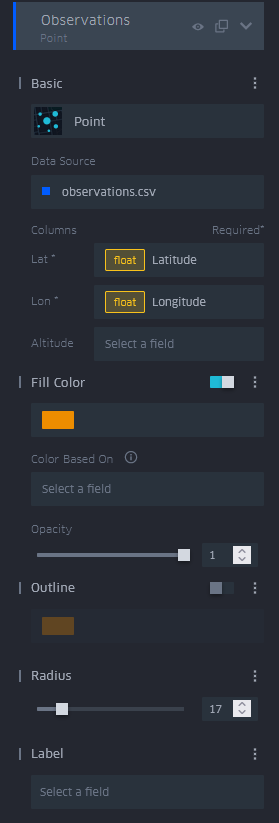 Observations
Point
Basic
Point
Data Source
observations.csv
Columns Required*
Lat * float Latitude
Lon * float Longitude
Altitude Select a field
Fill Color
Color Based On
Select a field
Opacity
1
Outline
Radius
17
Label
Select a field